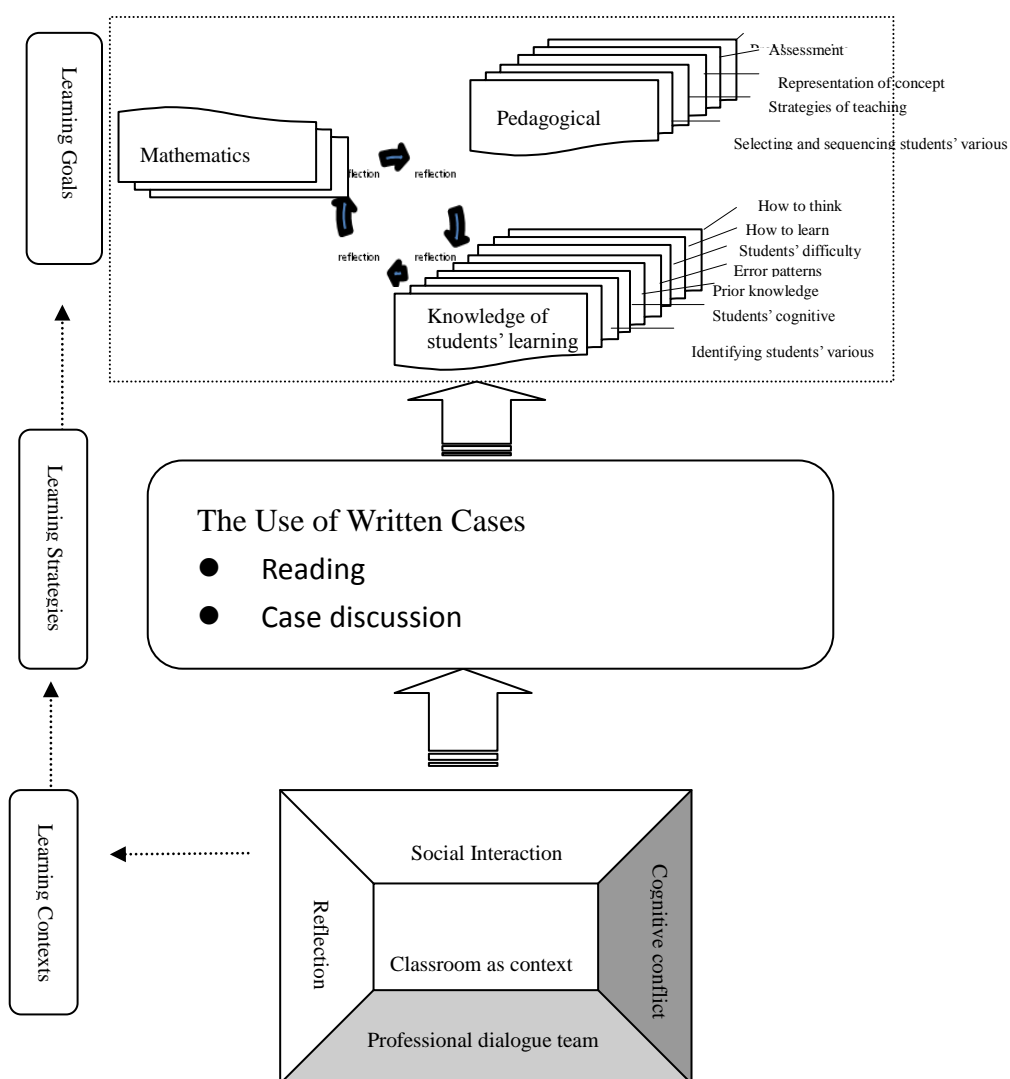 Learning Goals
Assessment
Representation of concept
Strategies of teaching
Selecting and sequencing students' various
Pedagogical
Mathematics
reflection
reflection
reflection
How to think
How to learn
Students' difficulty
Error patterns
Prior knowledge
Students' cognitive
Identifying students' various
Knowledge of
students' learning
Learning Strategies
The Use of Written Cases
● Reading
● Case discussion
Learning Contexts
Social Interaction
Reflection
Cognitive conflict
Classroom as context
Professional dialogue team